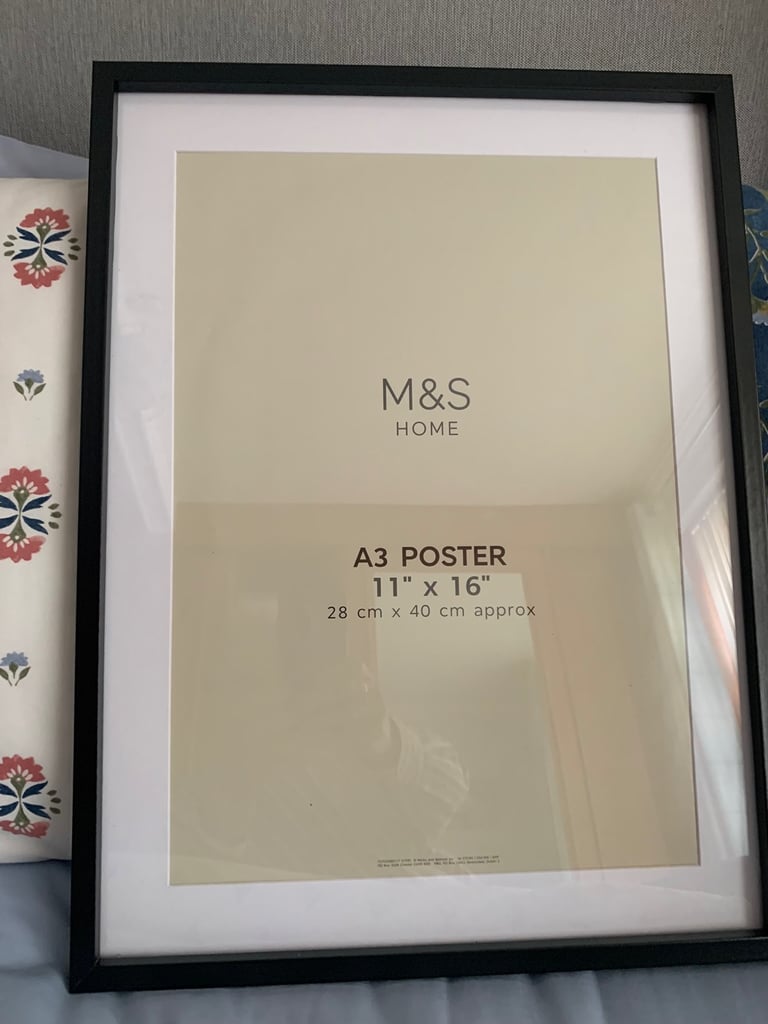 M&S
HOME
A3 POSTER
11" x 16"
28 cm x 40 cm approx